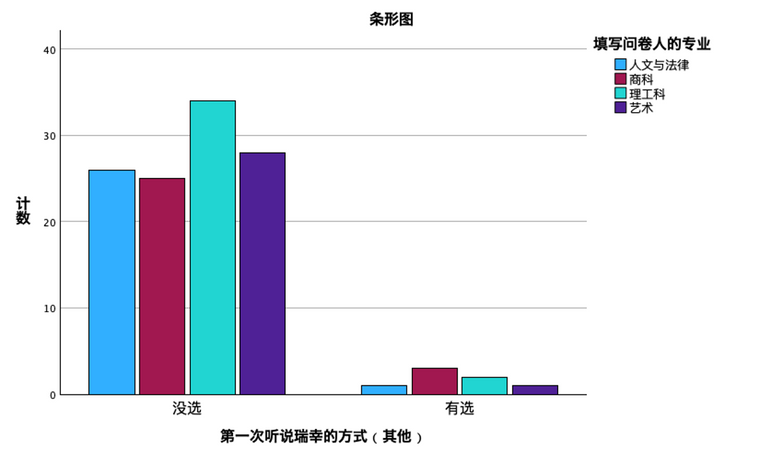 条形图
填写问卷人的专业
人文与法律
商科
理工科
艺术
计数
40
30
20
10
0
没选
有选
第一次听说瑞幸的方式（其他）